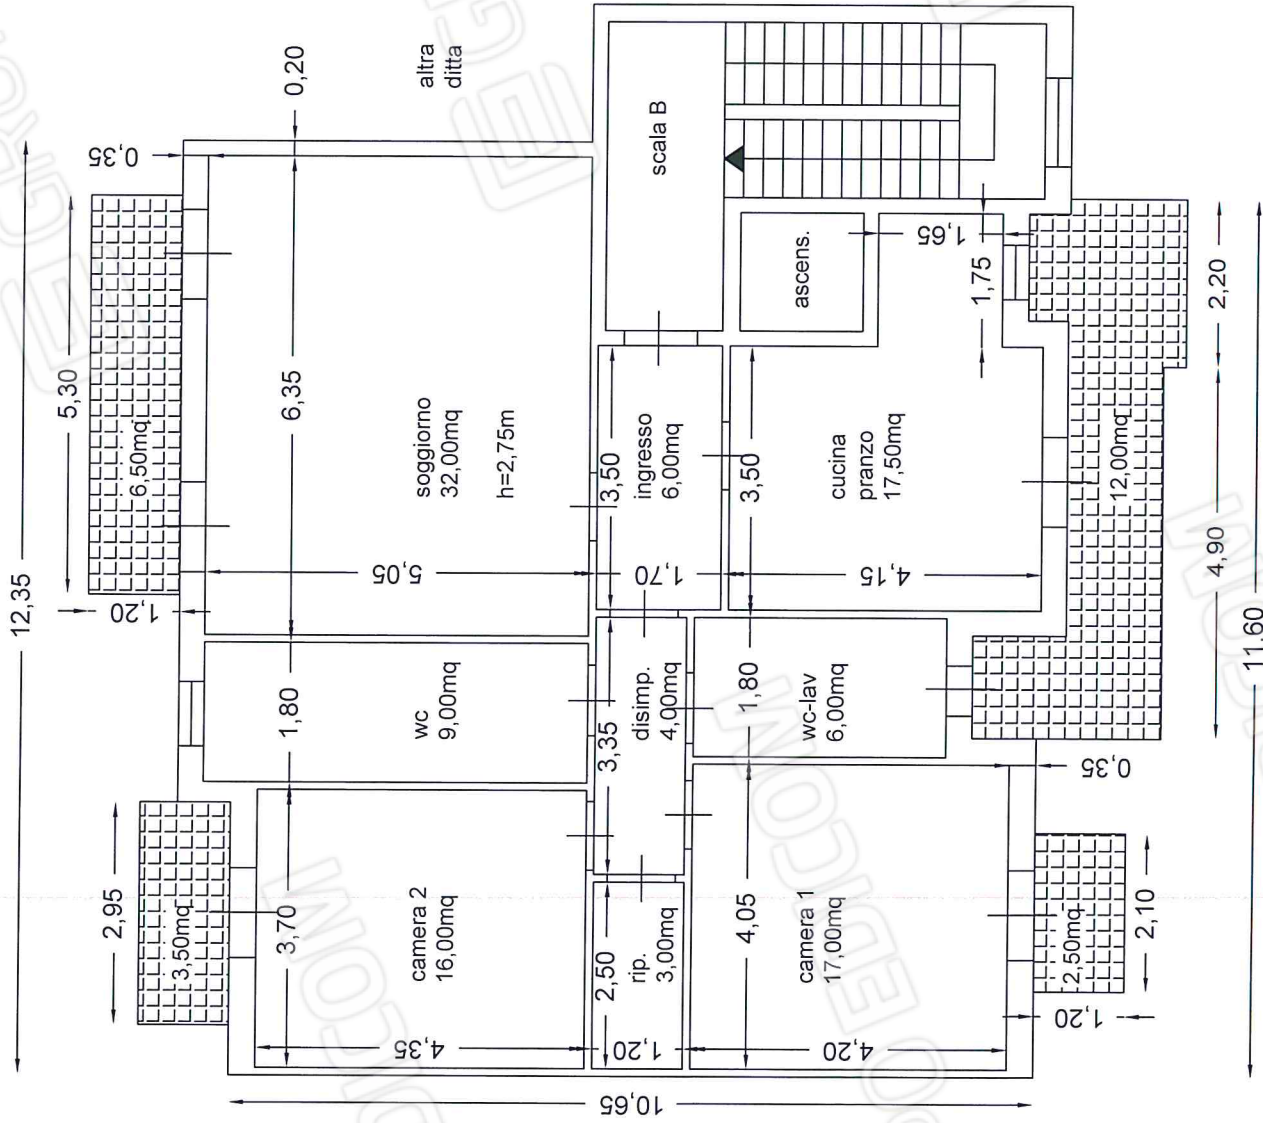 12,35
5,30
0,35
0,20
altra
ditta
6,50mq
1,20
6,35
soggiorno
32,00mq
h=2,75m
5,05
scala B
ascens.
1,65
1,75
2,20
3,50
ingresso
6,00mq
1,70
3,50
cucina
pranzo
17,50mq
4,15
12,00mq
4,90
11,60
1,80
wc
9,00mq
3,35
disimp.
4,00mq
1,80
wc-lav
6,00mq
0,35
2,95
3,50mq
3,70
camera 2
16,00mq
4,35
2,50
rip.
3,00mq
1,20
4,05
camera 1
17,00mq
4,20
2,50mq
2,10
1,20
10,65